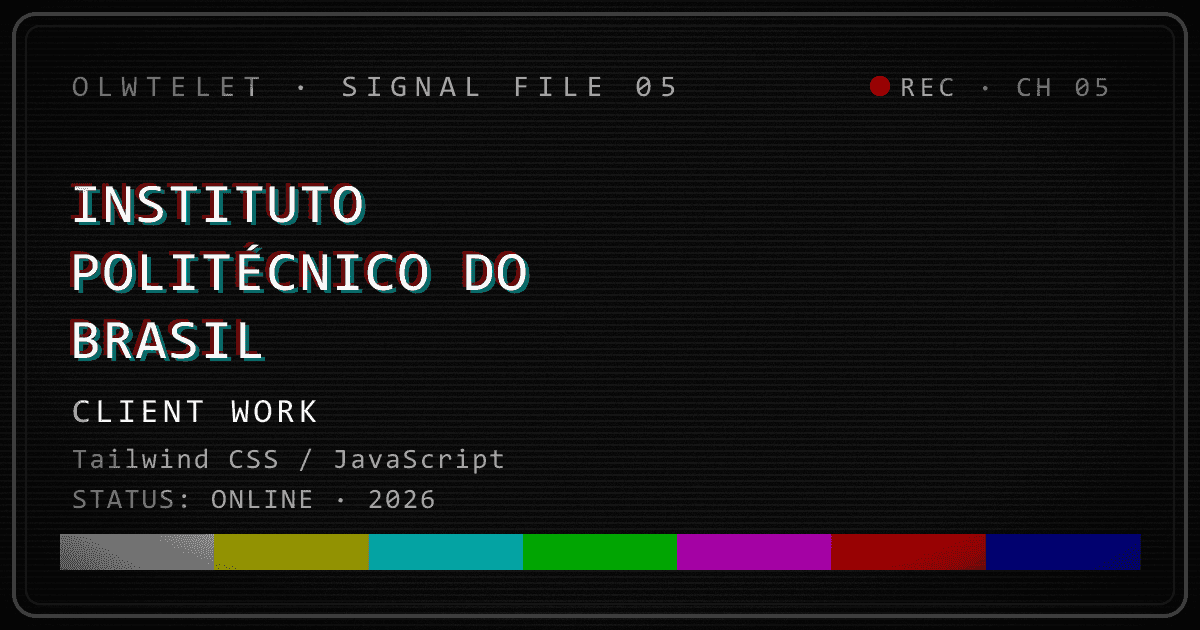 OLWTELET · SIGNAL FILE 05
REC · CH 05
INSTITUTO
POLITÉCNICO DO
BRASIL
CLIENT WORK
Tailwind CSS / JavaScript
STATUS: ONLINE · 2026